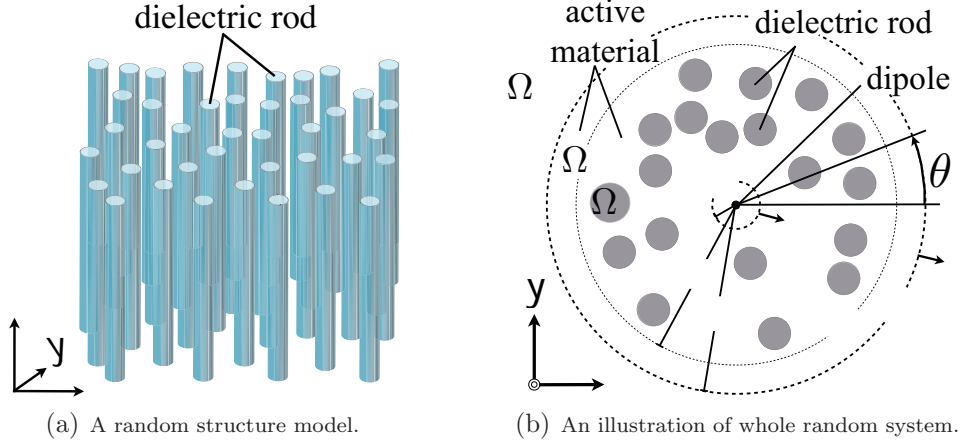 dielectric rod
y
(a) A random structure model.
active
material
dielectric rod
dipole
Ω
Ω
Ω
θ
y
(b) An illustration of whole random system.